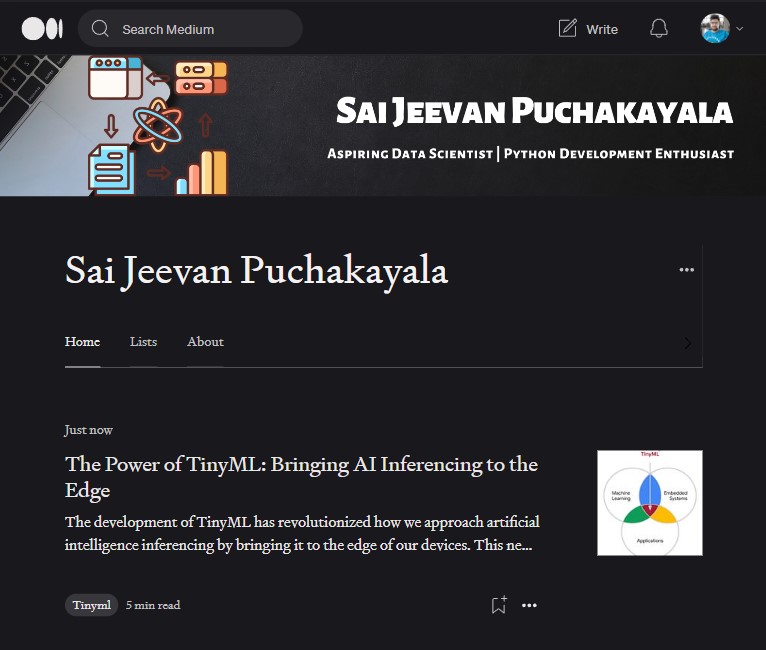 Search Medium
Write
SAI JEEVAN PUCHAKAYALA
ASPIRING DATA SCIENTIST | PYTHON DEVELOPMENT ENTHUSIAST
Sai Jeevan Puchakayala
Home Lists About
Just now
The Power of TinyML: Bringing AI Inferencing to the
Edge
The development of TinyML has revolutionized how we approach artificial
intelligence inferencing by bringing it to the edge of our devices. This ne...
TinyML
Machine
Learning
Embedded
Systems
Applications
Tinyml 5 min read